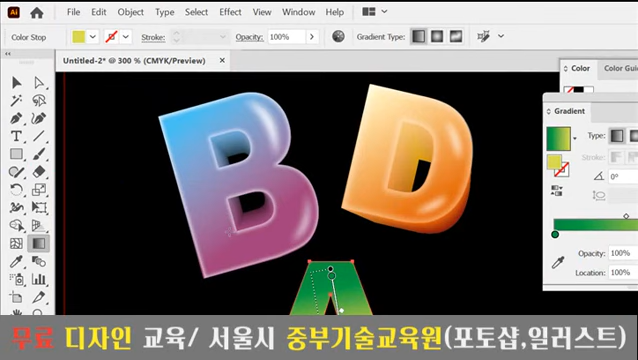 Ai File Edit Object Type Select Effect View Window Help
Color Stop Stroke: Opacity: 100% Gradient Type:
Untitled-2* @ 300 % (CMYK/Preview) ×
Color Color Guide
Gradient
Type:
Stroke:
0°
Opacity: 100%
Location: 100%
B D
무료 디자인 교육/ 서울시 중부기술교육원(포토샵,일러스트)